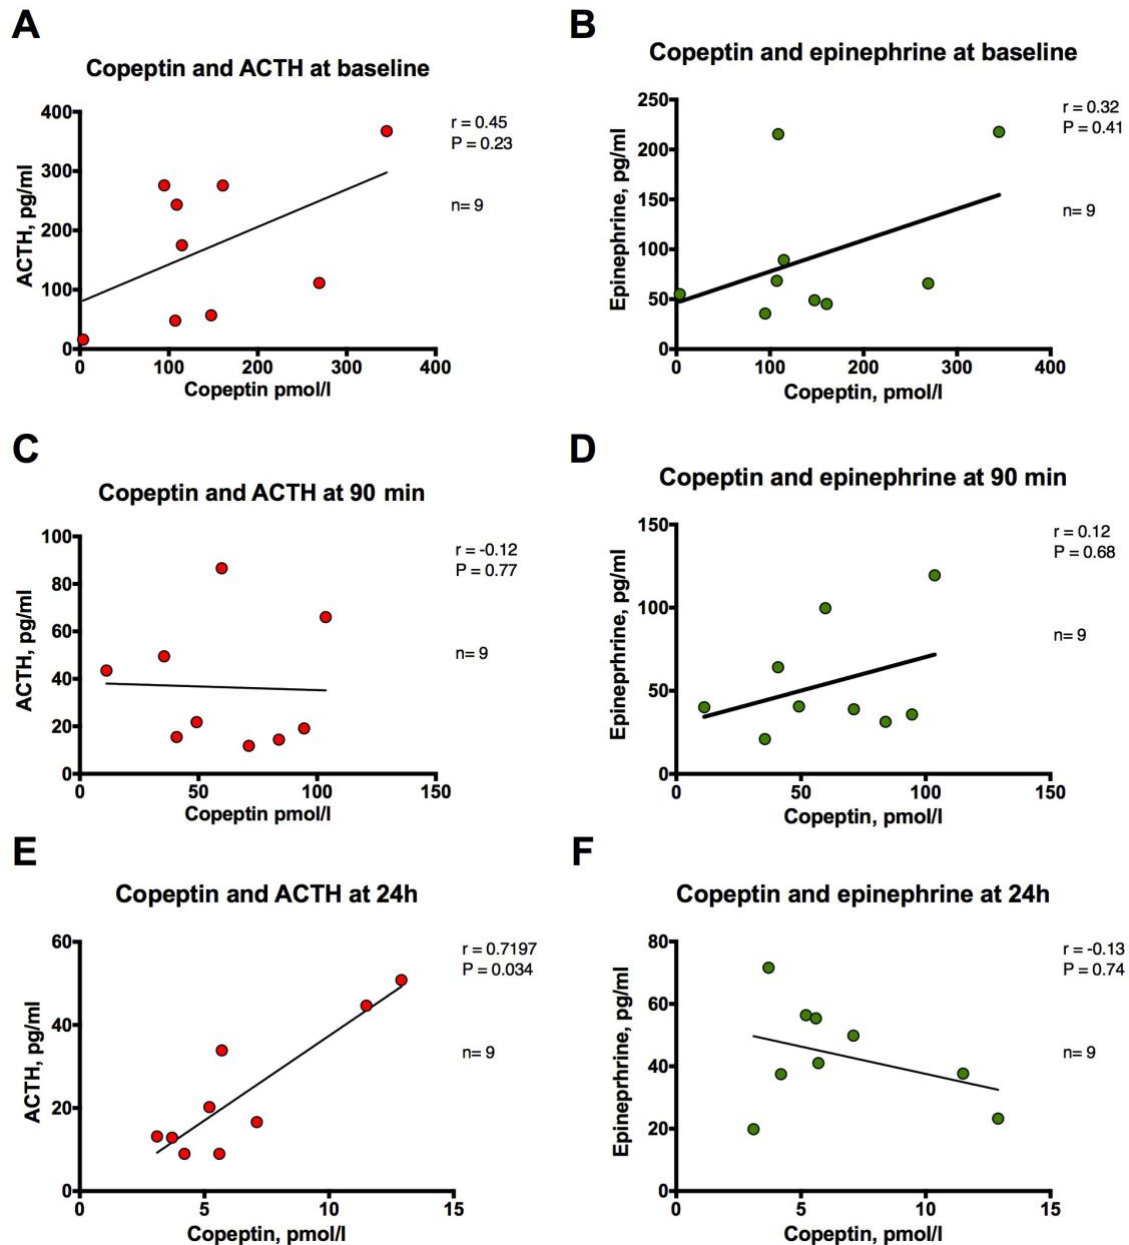 A
Copeptin and ACTH at baseline
400
300
200
100
0
ACTH, pg/ml
0 100 200 300 400
Copeptin pmol/l
r = 0.45
P = 0.23
n= 9
B
Copeptin and epinephrine at baseline
250
200
150
100
50
0
Epinephrine, pg/ml
0 100 200 300 400
Copeptin, pmol/l
r = 0.32
P = 0.41
n= 9
C
Copeptin and ACTH at 90 min
100
80
60
40
20
0
ACTH, pg/ml
0 50 100 150
Copeptin pmol/l
r = -0.12
P = 0.77
n= 9
D
Copeptin and epinephrine at 90 min
150
100
50
0
Epineprhrine, pg/ml
0 50 100 150
Copeptin, pmol/l
r = 0.12
P = 0.68
n= 9
E
Copeptin and ACTH at 24h
60
40
20
0
ACTH, pg/ml
0 5 10 15
Copeptin, pmol/l
r = 0.7197
P = 0.034
n= 9
F
Copeptin and epinephrine at 24h
80
60
40
20
0
Epineprhrine, pg/ml
0 5 10 15
Copeptin, pmol/l
r = -0.13
P = 0.74
n= 9